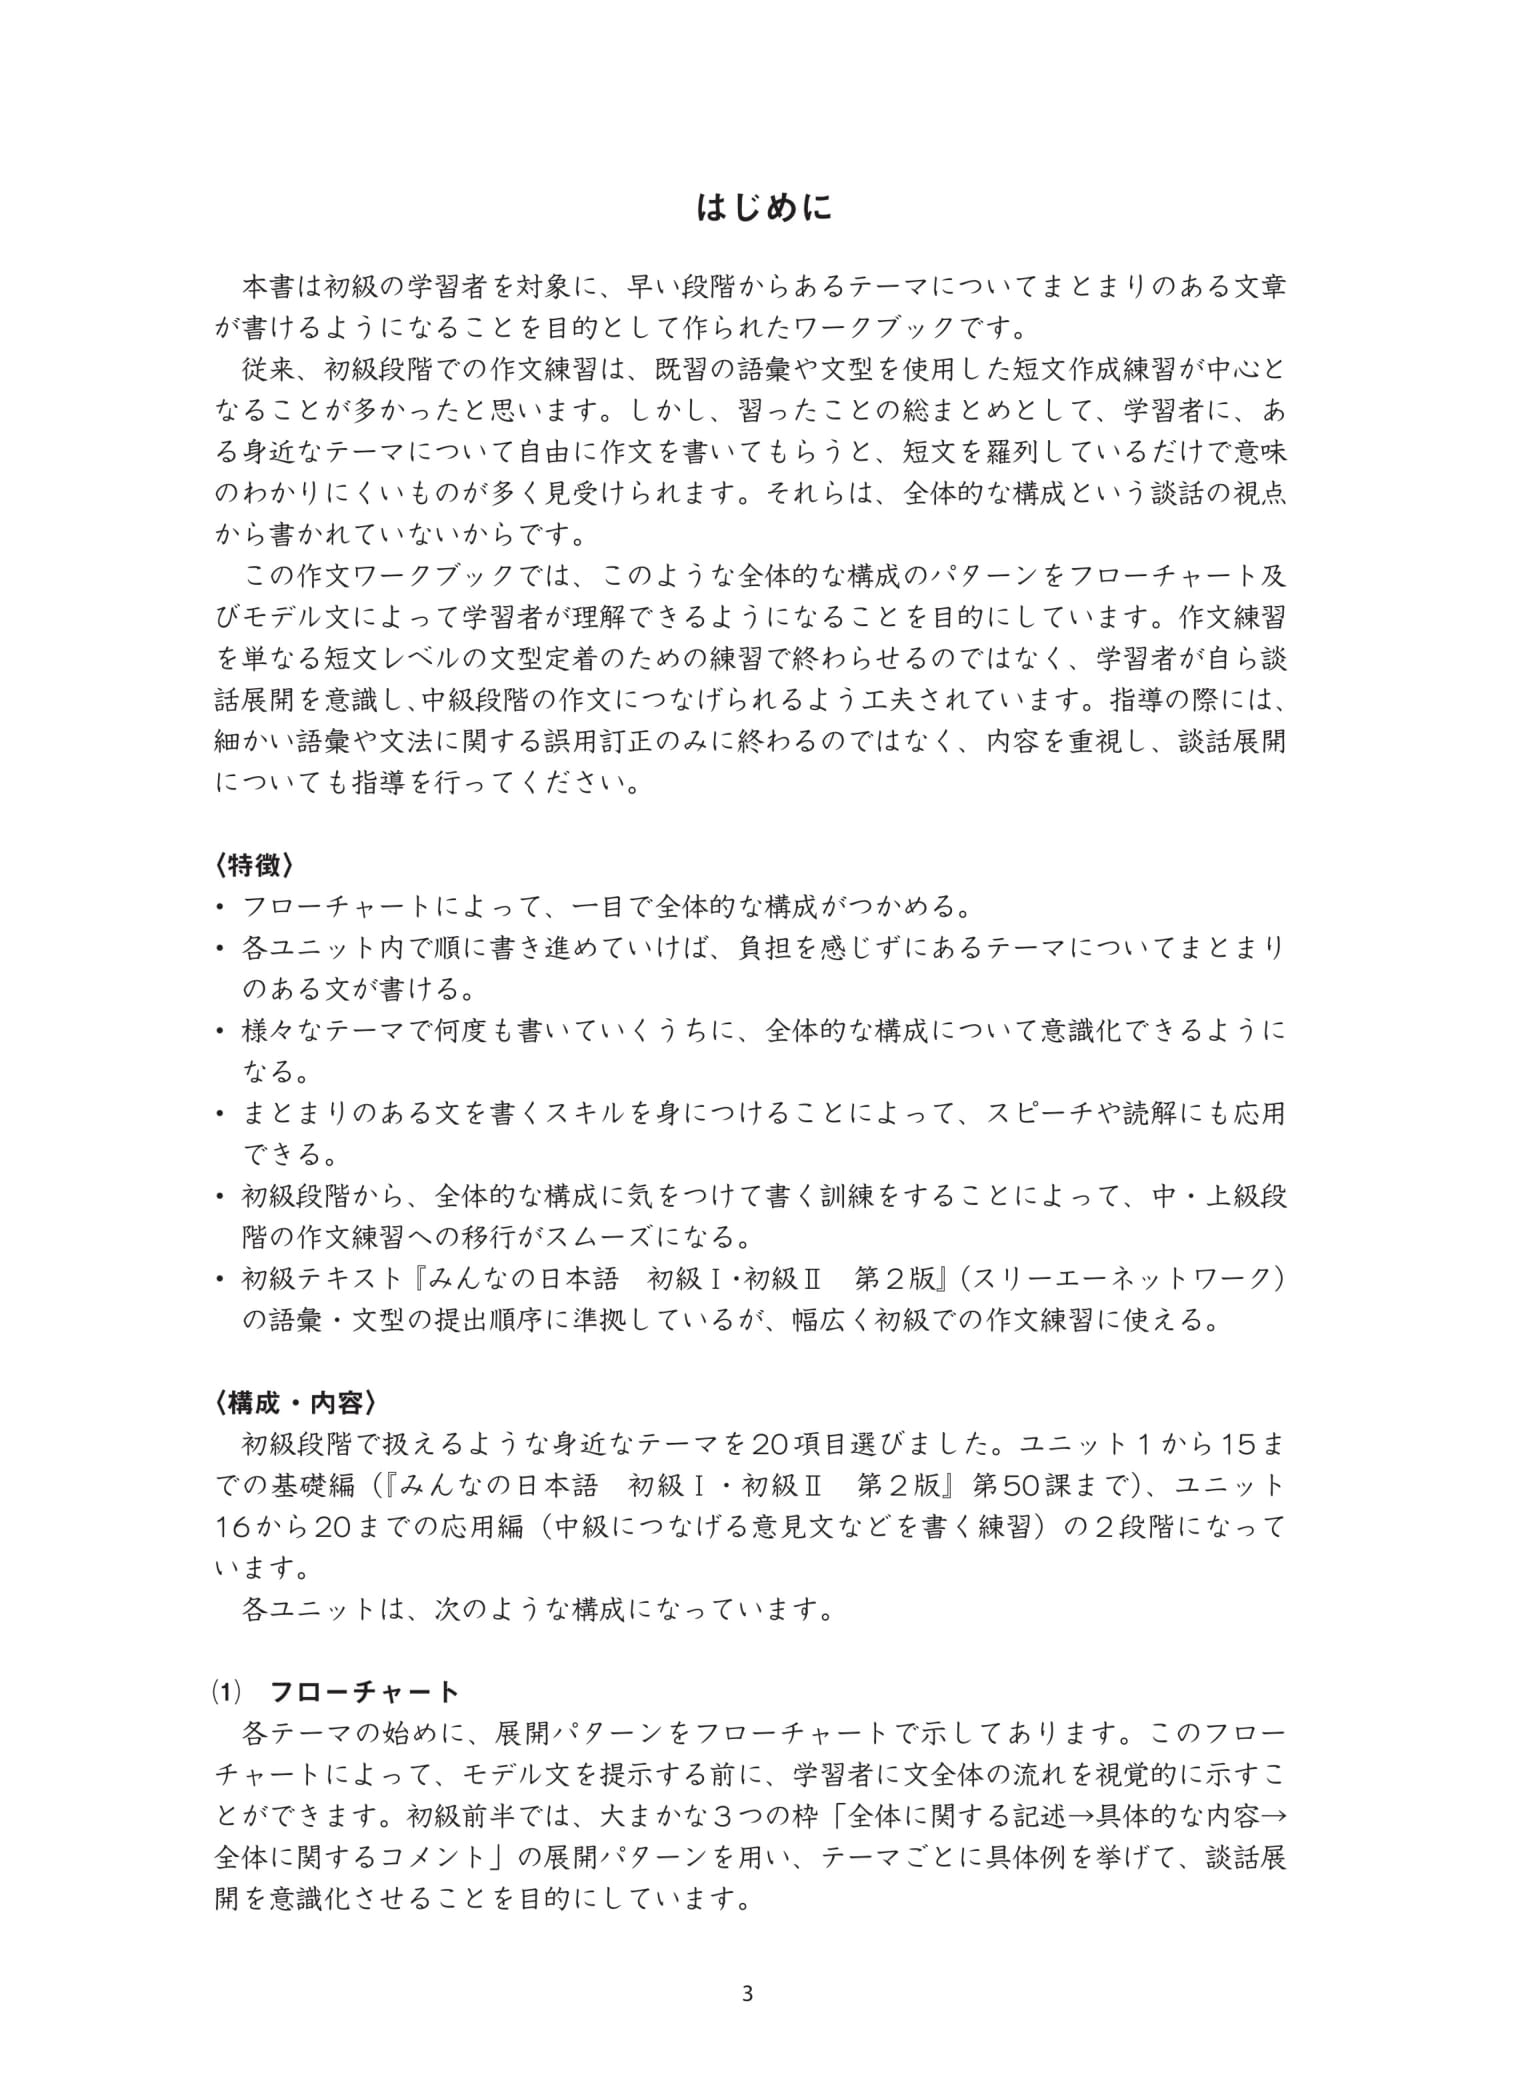 はじめに
本書は初級の学習者を対象に、早い段階からあるテーマについてまとまりのある文章
が書けるようになることを目的として作られたワークブックです。
従来、初級段階での作文練習は、既習の語彙や文型を使用した短文作成練習が中心と
なることが多かったと思います。しかし、習ったことの総まとめとして、学習者に、あ
る身近なテーマについて自由に作文を書いてもらうと、短文を羅列しているだけで意味
のわかりにくいものが多く見受けられます。それらは、全体的な構成という談話の視点
から書かれていないからです。
この作文ワークブックでは、このような全体的な構成のパターンをフローチャート及
びモデル文によって学習者が理解できるようになることを目的にしています。作文練習
を単なる短文レベルの文型定着のための練習で終わらせるのではなく、学習者が自ら談
話展開を意識し、中級段階の作文につなげられるよう工夫されています。指導の際には、
細かい語彙や文法に関する誤用訂正のみに終わるのではなく、内容を重視し、談話展開
についても指導を行ってください。
〈特徴〉
・フローチャートによって、一目で全体的な構成がつかめる。
・各ユニット内で順に書き進めていけば、負担を感じずにあるテーマについてまとまり
のある文が書ける。
・様々なテーマで何度も書いていくうちに、全体的な構成について意識化できるように
なる。
・まとまりのある文を書くスキルを身につけることによって、スピーチや読解にも応用
できる。
・初級段階から、全体的な構成に気をつけて書く訓練をすることによって、中・上級段
階の作文練習への移行がスムーズになる。
・初級テキスト『みんなの日本語　初級Ⅰ・初級Ⅱ　第２版』（スリーエーネットワーク）
の語彙・文型の提出順序に準拠しているが、幅広く初級での作文練習に使える。
〈構成・内容〉
初級段階で扱えるような身近なテーマを20項目選びました。ユニット１から15ま
での基礎編（『みんなの日本語　初級Ⅰ・初級Ⅱ　第２版』第50課まで）、ユニット
16から20までの応用編（中級につなげる意見文などを書く練習）の２段階になって
います。
各ユニットは、次のような構成になっています。
(1)　フローチャート
各テーマの始めに、展開パターンをフローチャートで示してあります。このフロー
チャートによって、モデル文を提示する前に、学習者に文全体の流れを視覚的に示すこ
とができます。初級前半では、大まかな３つの枠「全体に関する記述→具体的な内容→
全体に関するコメント」の展開パターンを用い、テーマごとに具体例を挙げて、談話展
開を意識化させることを目的にしています。
3